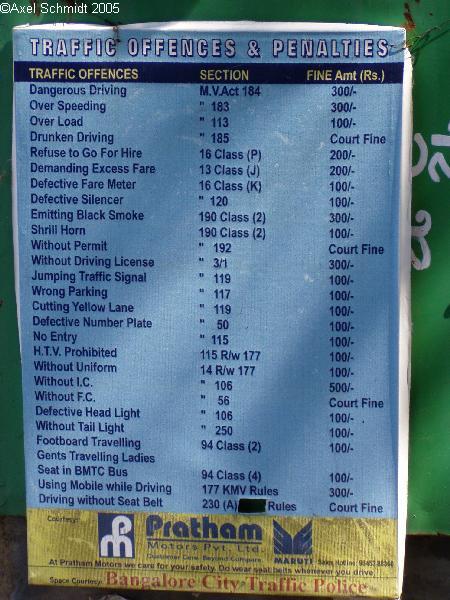 ©Axel Schmidt 2005
TRAFFIC OFFENCES & PENALTIES
TRAFFIC OFFENCES SECTION FINE Amt (Rs.)
Dangerous Driving M.V.Act 184 300/-
Over Speeding " 183 300/-
Over Load " 113 100/-
Drunken Driving " 185 Court Fine
Refuse to Go For Hire 16 Class (P) 200/-
Demanding Excess Fare 13 Class (J) 200/-
Defective Fare Meter 16 Class (K) 100/-
Defective Silencer " 120 100/-
Emitting Black Smoke 190 Class (2) 300/-
Shrill Horn 190 Class (2) 100/-
Without Permit " 192 Court Fine
Without Driving License " 3/1 300/-
Jumping Traffic Signal " 119 100/-
Wrong Parking " 117 100/-
Cutting Yellow Lane " 119 100/-
Defective Number Plate " 50 100/-
No Entry " 115 100/-
H.T.V. Prohibited 115 R/w 177 100/-
Without Uniform 14 R/w 177 100/-
Without I.C. " 106 500/-
Without F.C. " 56 Court Fine
Defective Head Light " 106 100/-
Without Tail Light " 250 100/-
Footboard Travelling 94 Class (2) 100/-
Gents Travelling Ladies
Seat in BMTC Bus 94 Class (4) 100/-
Using Mobile while Driving 177 KMV Rules 300/-
Driving without Seat Belt 230 (A) Rules Court Fine
Courtesy:
Pratham
Motors Pvt. Ltd.
Customer Care. Beyond Compare.
MARUTI
Sales Hotline:
At Pratham Motors we care for your safety. Do wear seat belts whenever you drive.
Space Courtesy: Bangalore City Traffic Police